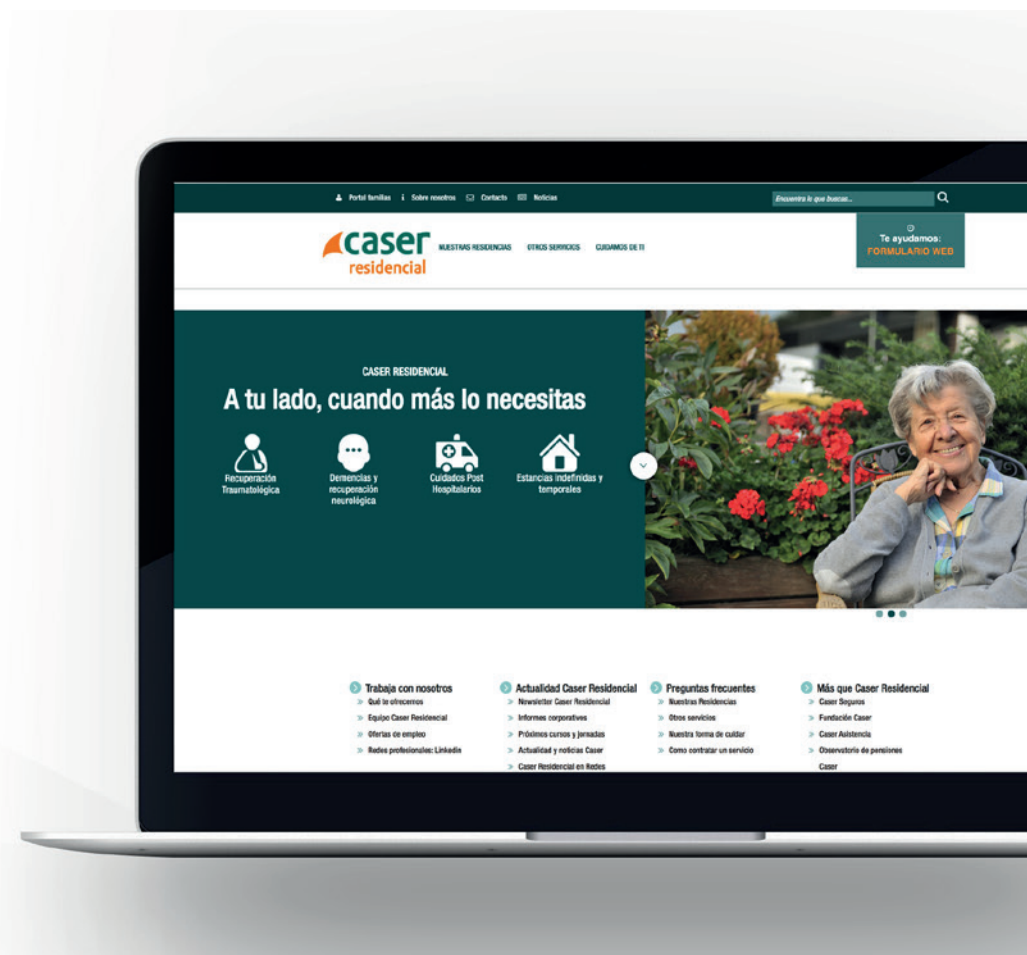 Portal familias Sobre nosotros Contacto Noticias
Encuentra lo que buscas...
caser
residencial
NUESTRAS RESIDENCIAS OTROS SERVICIOS CUIDAMOS DE TI
Te ayudamos:
FORMULARIO WEB
CASER RESIDENCIAL
A tu lado, cuando más lo necesitas
Recuperación
Traumatológica
Demencias y
recuperación
neurológica
Cuidados Post
Hospitalarios
Estancias indefinidas y
temporales
Trabaja con nosotros
Qué te ofrecemos
Equipo Caser Residencial
Ofertas de empleo
Redes profesionales: Linkedin
Actualidad Caser Residencial
Newsletter Caser Residencial
Informes corporativos
Próximos cursos y jornadas
Actualidad y noticias Caser
Caser Residencial en Redes
Preguntas frecuentes
Nuestras Residencias
Otros servicios
Nuestra forma de cuidar
Como contratar un servicio
Más que Caser Residencial
Caser Seguros
Fundación Caser
Caser Asistencia
Observatorio de pensiones
Caser